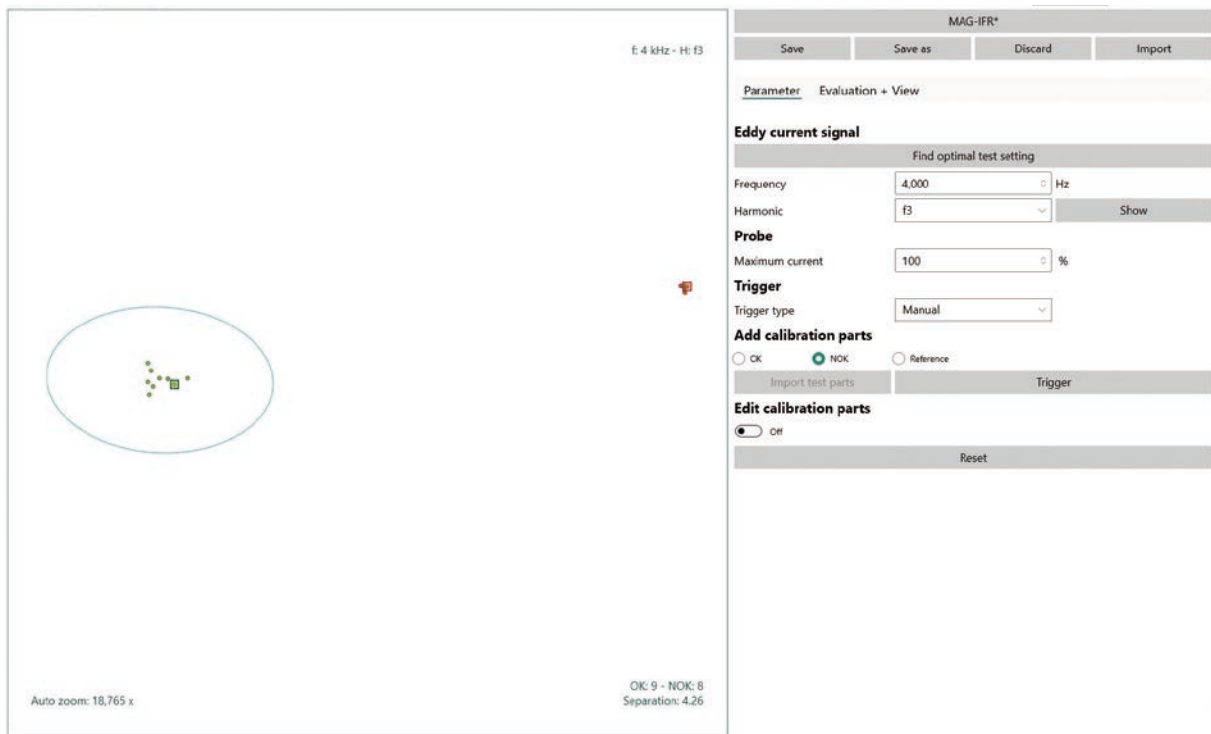 f: 4 kHz - H: f3
Auto zoom: 18,765 x
OK: 9 - NOK: 8
Separation: 4.26
MAG-IFR*
Save Save as Discard Import
Parameter Evaluation + View
Eddy current signal
Find optimal test setting
Frequency 4,000 Hz
Harmonic f3 Show
Probe
Maximum current 100 %
Trigger
Trigger type Manual
Add calibration parts
OK NOK Reference
Import test parts Trigger
Edit calibration parts
Off
Reset